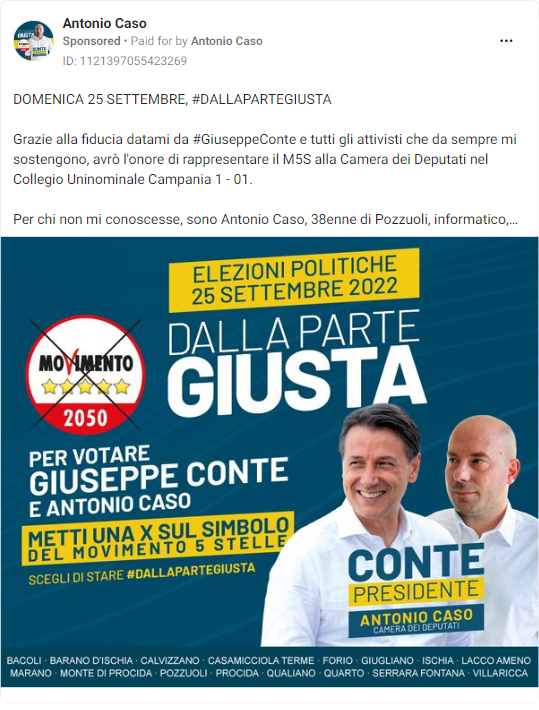 Antonio Caso
Sponsored • Paid for by Antonio Caso
ID: 1121397055423269
DOMENICA 25 SETTEMBRE, #DALLAPARTEGIUSTA
Grazie alla fiducia datami da #GiuseppeConte e tutti gli attivisti che da sempre mi
sostengono, avrò l'onore di rappresentare il M5S alla Camera dei Deputati nel
Collegio Uninominale Campania 1 - 01.
Per chi non mi conoscesse, sono Antonio Caso, 38enne di Pozzuoli, informatico,...
ELEZIONI POLITICHE
25 SETTEMBRE 2022
DALLA PARTE
GIUSTA
MOVIMENTO
2050
PER VOTARE
GIUSEPPE CONTE
E ANTONIO CASO
METTI UNA X SUL SIMBOLO
DEL MOVIMENTO 5 STELLE
SCEGLI DI STARE #DALLAPARTEGIUSTA
CONTE
PRESIDENTE
ANTONIO CASO
CAMERA DEI DEPUTATI
BACOLI · BARANO D'ISCHIA · CALVIZZANO · CASAMICCIOLA TERME · FORIO · GIUGLIANO · ISCHIA · LACCO AMENO
MARANO · MONTE DI PROCIDA · POZZUOLI · PROCIDA · QUALIANO · QUARTO · SERRARA FONTANA · VILLARICCA